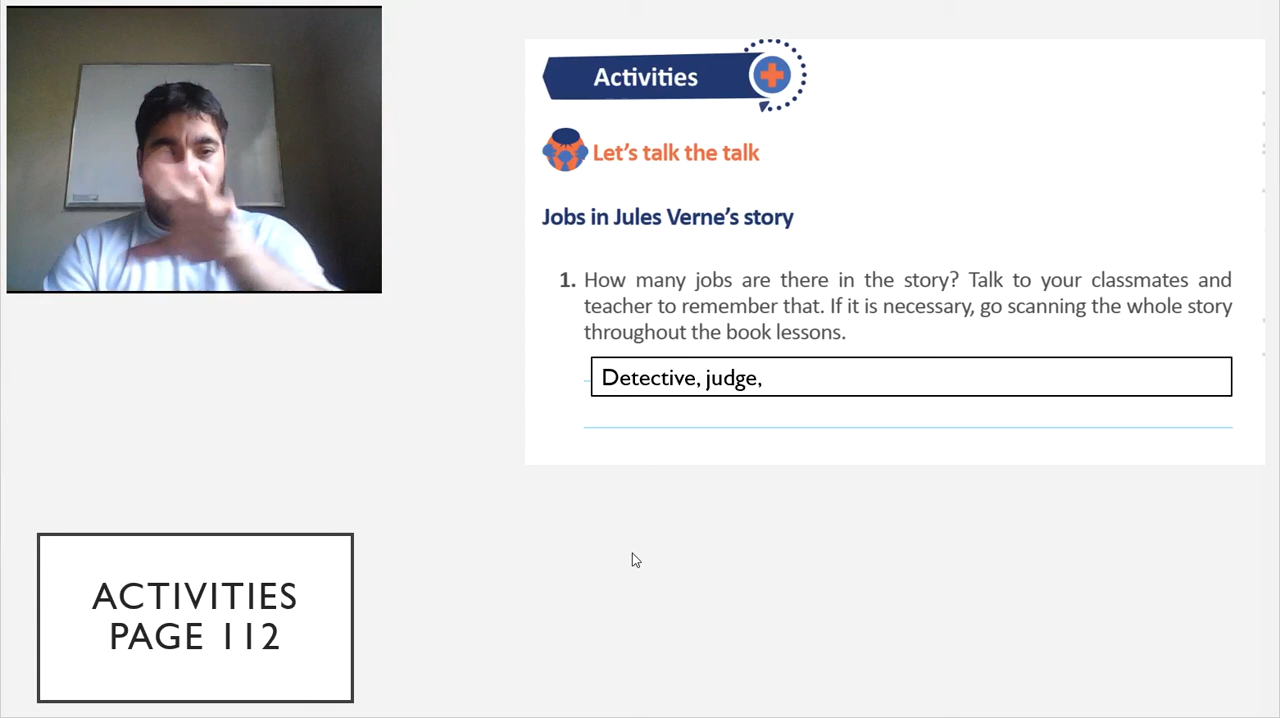 Activities
Let's talk the talk
Jobs in Jules Verne's story
1. How many jobs are there in the story? Talk to your classmates and
teacher to remember that. If it is necessary, go scanning the whole story
throughout the book lessons.
Detective, judge,
ACTIVITIES
PAGE 112